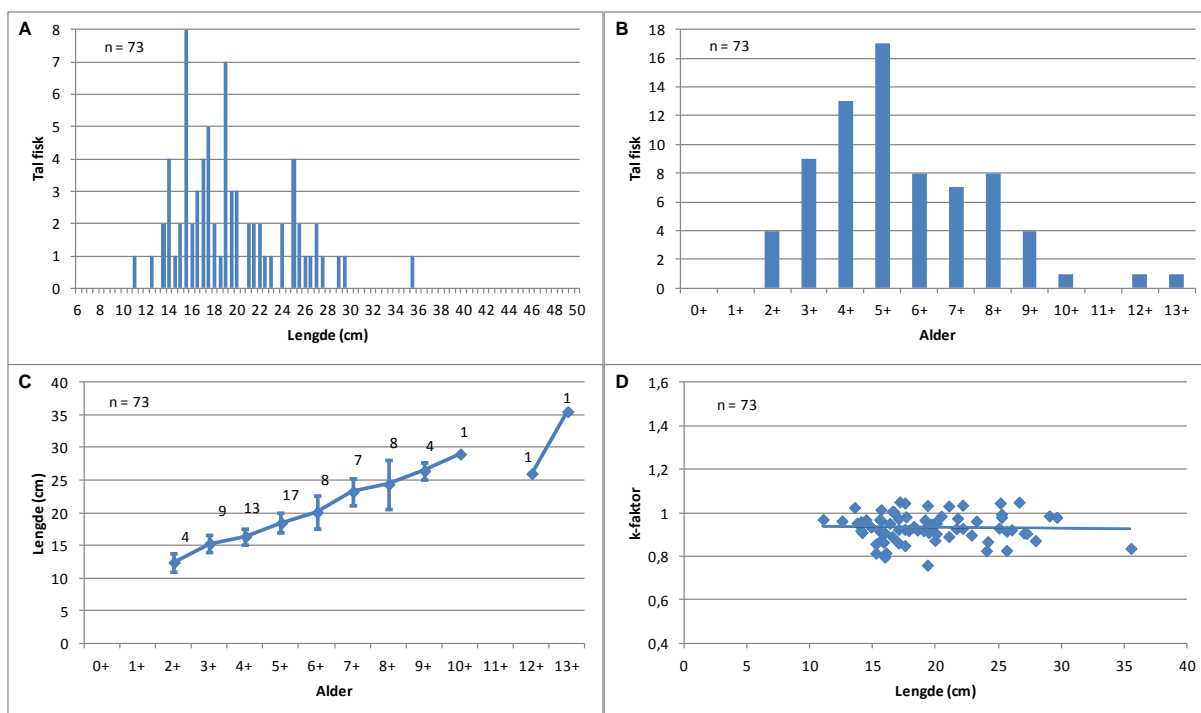 A
n = 73
Tal fisk
8
7
6
5
4
3
2
1
0
6 8 10 12 14 16 18 20 22 24 26 28 30 32 34 36 38 40 42 44 46 48 50
Lengde (cm)
B
n = 73
Tal fisk
18
16
14
12
10
8
6
4
2
0
0+ 1+ 2+ 3+ 4+ 5+ 6+ 7+ 8+ 9+ 10+ 11+ 12+ 13+
Alder
C
n = 73
Lengde (cm)
40
35
30
25
20
15
10
5
0
4 9 13 17 8 7 8 4 1 1 1
0+ 1+ 2+ 3+ 4+ 5+ 6+ 7+ 8+ 9+ 10+ 11+ 12+ 13+
Alder
D
n = 73
k-faktor
1,6
1,4
1,2
1
0,8
0,6
0,4
0 5 10 15 20 25 30 35 40
Lengde (cm)